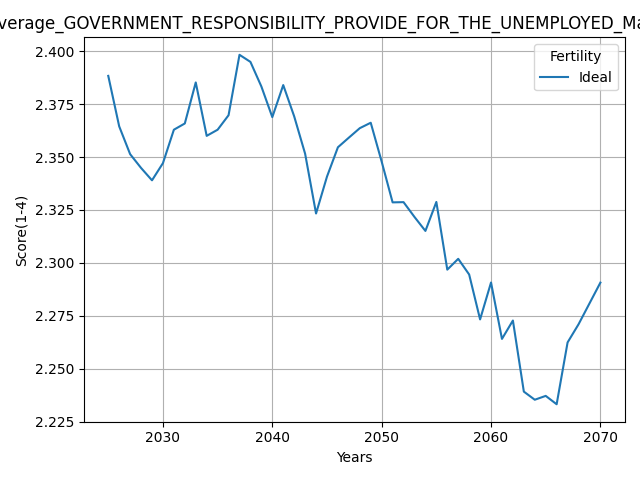 verage_GOVERNMENT_RESPONSIBILITY_PROVIDE_FOR_THE_UNEMPLOYED_Ma
Fertility
Ideal
2.400
2.375
2.350
2.325
2.300
2.275
2.250
2.225
Score(1-4)
2030 2040 2050 2060 2070
Years